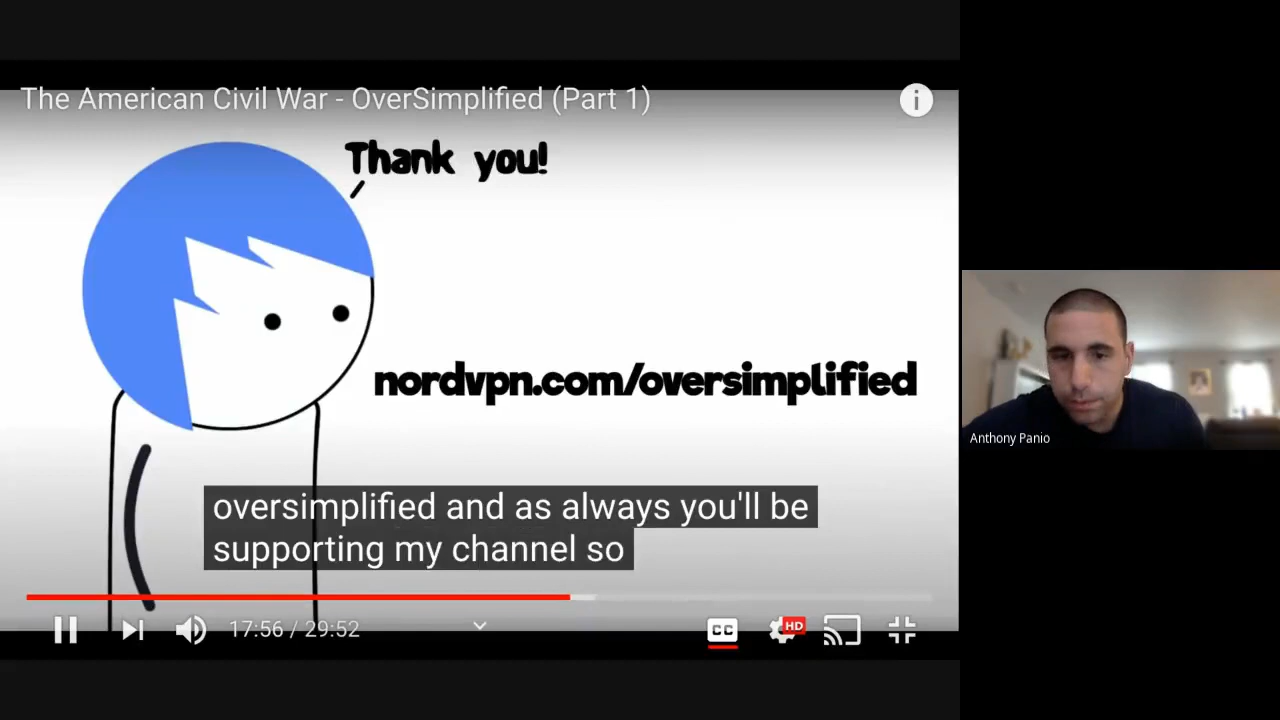 The American Civil War - OverSimplified (Part 1)
i
Thank you!
nordvpn.com/oversimplified
Anthony Panio
oversimplified and as always you'll be
supporting my channel so
17:56 / 29:52
CC
HD